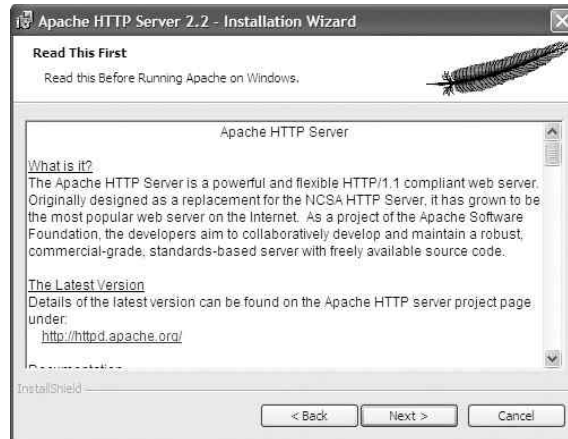 Apache HTTP Server 2.2 - Installation Wizard
Read This First
Read this Before Running Apache on Windows.
Apache HTTP Server
What is it?
The Apache HTTP Server is a powerful and flexible HTTP/1.1 compliant web server.
Originally designed as a replacement for the NCSA HTTP Server, it has grown to be
the most popular web server on the Internet. As a project of the Apache Software
Foundation, the developers aim to collaboratively develop and maintain a robust,
commercial-grade, standards-based server with freely available source code.
The Latest Version
Details of the latest version can be found on the Apache HTTP server project page
under:
http://httpd.apache.org/
Documentation
InstallShield
< Back Next > Cancel